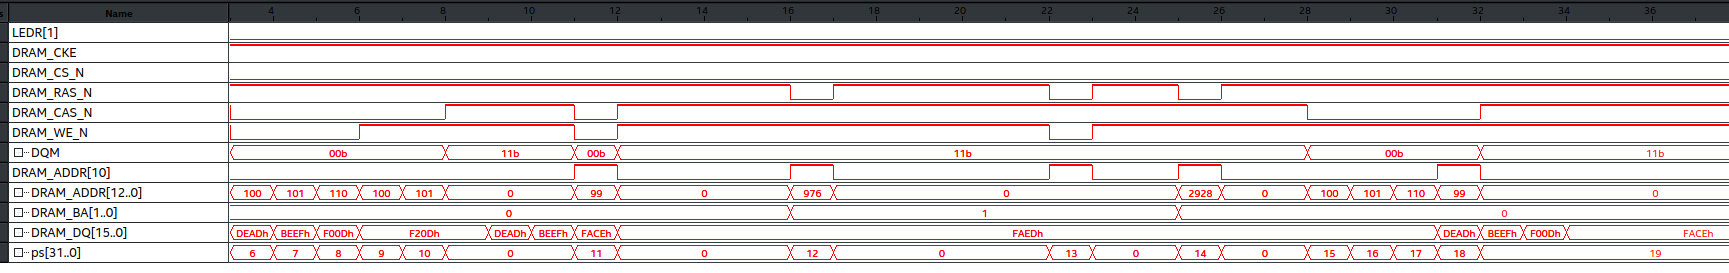 s Name 4 6 8 10 12 14 16 18 20 22 24 26 28 30 32 34 36
LEDR[1]
DRAM_CKE
DRAM_CS_N
DRAM_RAS_N
DRAM_CAS_N
DRAM_WE_N
DQM 00b 11b 00b 11b 00b 11b
DRAM_ADDR[10]
DRAM_ADDR[12..0] 100 101 110 100 101 0 99 0 976 0 2928 0 100 101 110 99 0
DRAM_BA[1..0] 0 1 0
DRAM_DQ[15..0] DEADh BEEFh F00Dh F20Dh DEADh BEEFh FACEh FAEDh DEADh BEEFh F00Dh FACEh
ps[31..0] 6 7 8 9 10 0 11 0 12 0 13 0 14 0 15 16 17 18 19